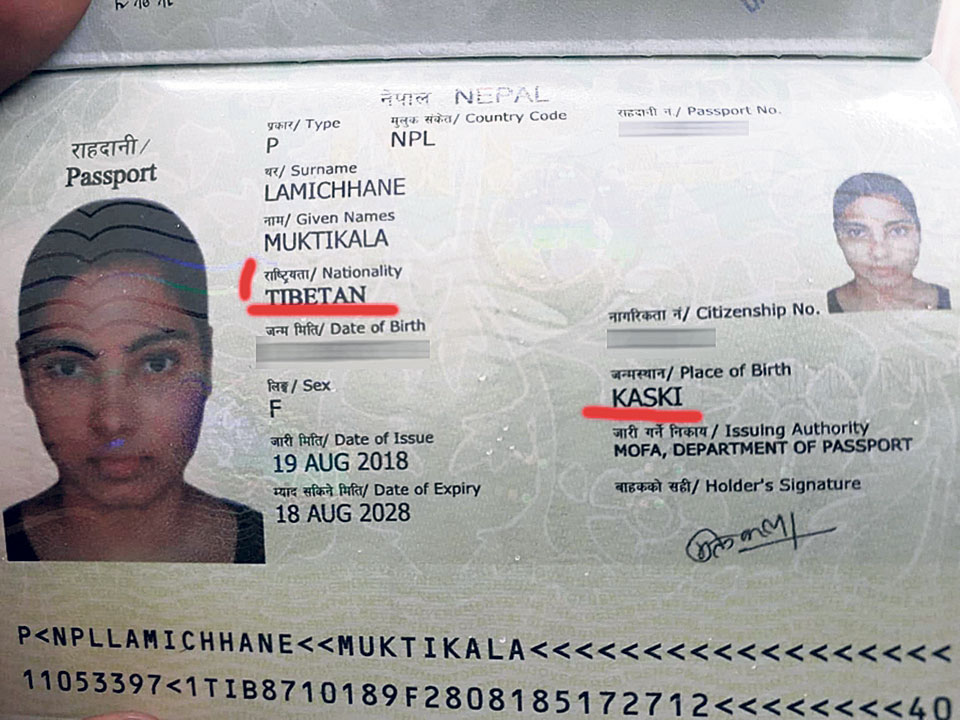 नेपाल NEPAL
राहदानी/
Passport
प्रकार/ Type
P
मुलुक संकेत/ Country Code
NPL
राहदानी नं./ Passport No.
थर/ Surname
LAMICHHANE
नाम/ Given Names
MUKTIKALA
राष्ट्रियता/ Nationality
TIBETAN
जन्म मिति/ Date of Birth
नागरिकता नं/ Citizenship No.
लिङ्ग/ Sex
F
जन्मस्थान/ Place of Birth
KASKI
जारी मिति/ Date of Issue
19 AUG 2018
जारी गर्ने निकाय/ Issuing Authority
MOFA, DEPARTMENT OF PASSPORT
म्याद सकिने मिति/ Date of Expiry
18 AUG 2028
बाहकको सही/ Holder's Signature
P<NPLLAMICHHANE<<MUKTIKALA<<<<<<<<<<<<<<<<<<
11053397<1TIB8710189F2808185172712<<<<<<<<40